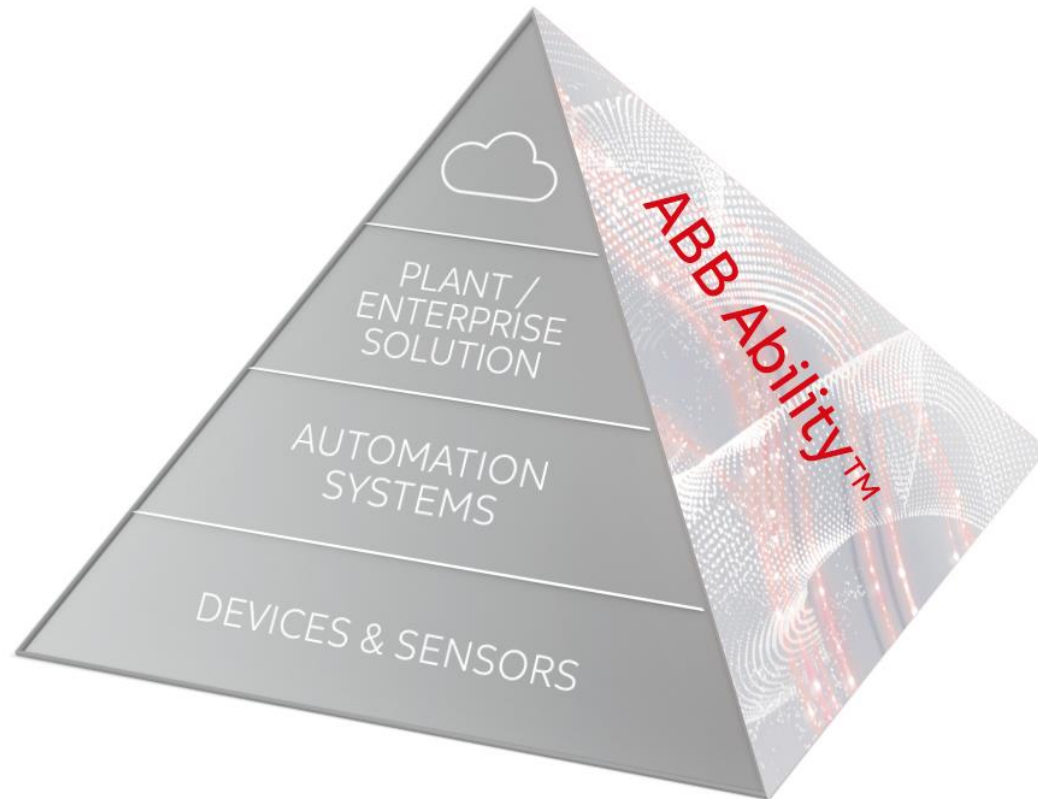 PLANT /
ENTERPRISE
SOLUTION
AUTOMATION
SYSTEMS
DEVICES & SENSORS
ABB Ability™